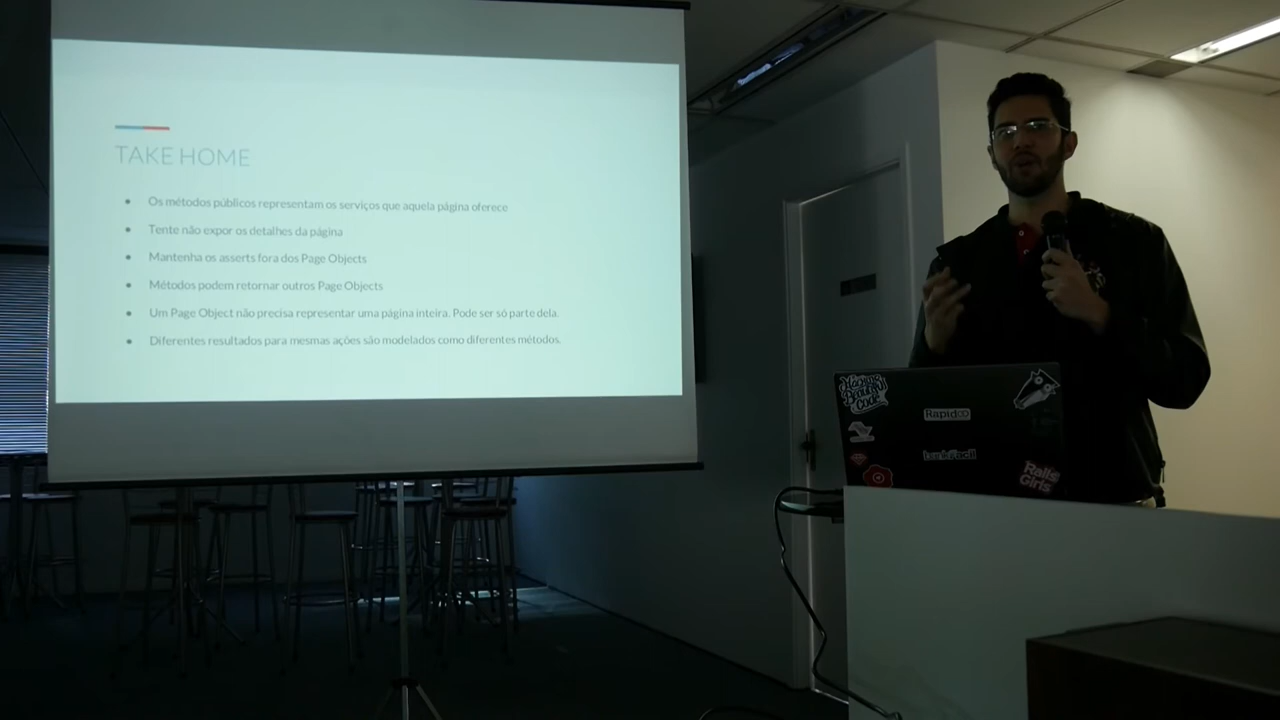 TAKE HOME
Os métodos públicos representam os serviços que aquela página oferece
Tente não expor os detalhes da página
Mantenha os asserts fora dos Page Objects
Métodos podem retornar outros Page Objects
Um Page Object não precisa representar uma página inteira. Pode ser só parte dela.
Diferentes resultados para mesmas ações são modelados como diferentes métodos.
Making
Beautiful
Code
Rapidoo
Rails
Girls